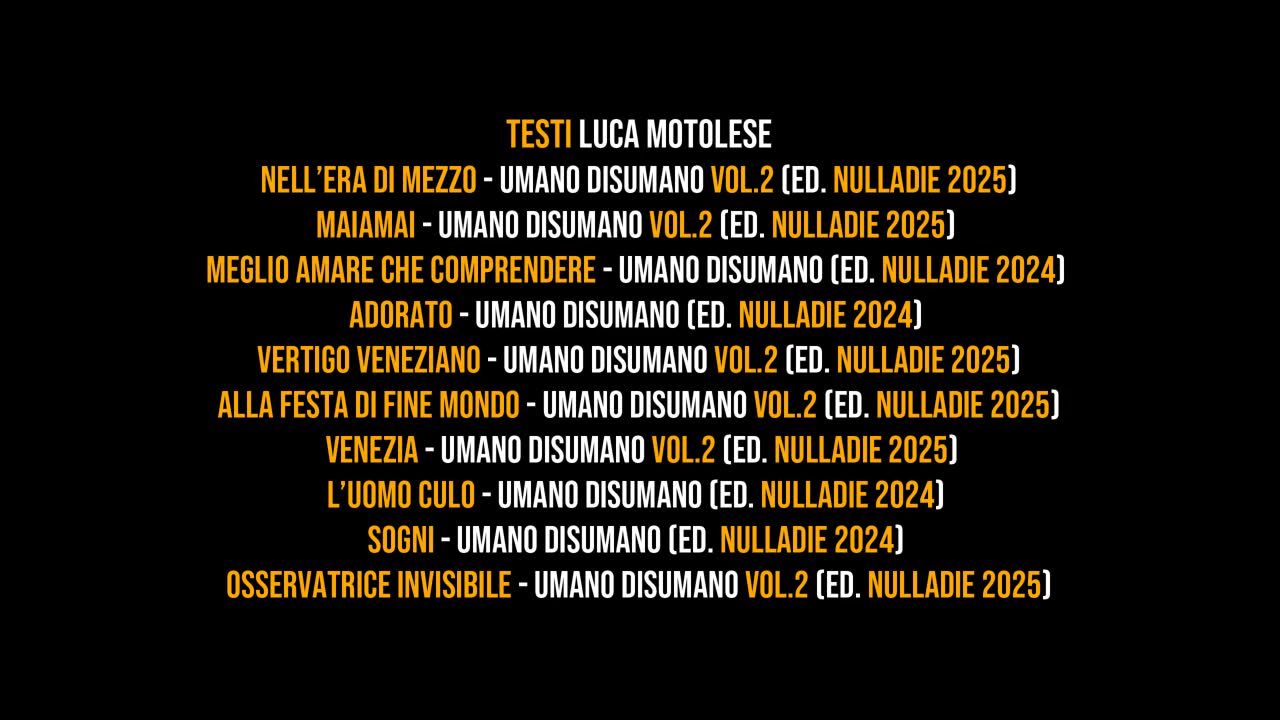 TESTI LUCA MOTOLESE
NELL'ERA DI MEZZO - UMANO DISUMANO VOL.2 (ED. NULLADIE 2025)
MAIAMAI - UMANO DISUMANO VOL.2 (ED. NULLADIE 2025)
MEGLIO AMARE CHE COMPRENDERE - UMANO DISUMANO (ED. NULLADIE 2024)
ADORATO - UMANO DISUMANO (ED. NULLADIE 2024)
VERTIGO VENEZIANO - UMANO DISUMANO VOL.2 (ED. NULLADIE 2025)
ALLA FESTA DI FINE MONDO - UMANO DISUMANO VOL.2 (ED. NULLADIE 2025)
VENEZIA - UMANO DISUMANO VOL.2 (ED. NULLADIE 2025)
L'UOMO CULO - UMANO DISUMANO (ED. NULLADIE 2024)
SOGNI - UMANO DISUMANO (ED. NULLADIE 2024)
OSSERVATRICE INVISIBILE - UMANO DISUMANO VOL.2 (ED. NULLADIE 2025)